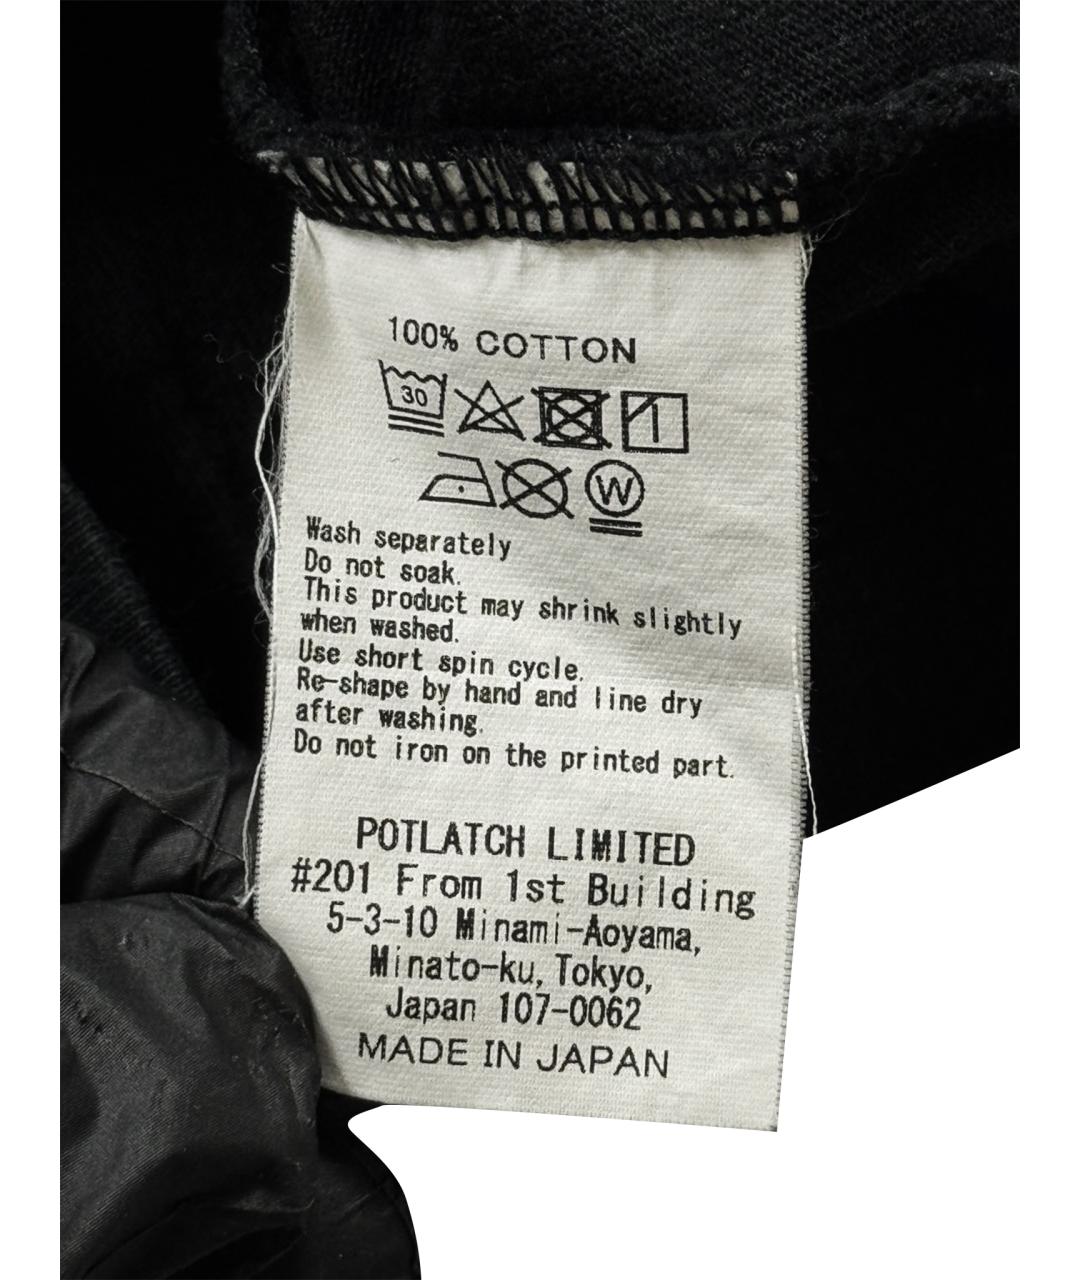 100% COTTON
30
W
Wash separately
Do not soak.
This product may shrink slightly
when washed.
Use short spin cycle.
Re-shape by hand and line dry
after washing.
Do not iron on the printed part.
POTLATCH LIMITED
#201 From 1st Building
5-3-10 Minami-Aoyama,
Minato-ku, Tokyo,
Japan 107-0062
MADE IN JAPAN